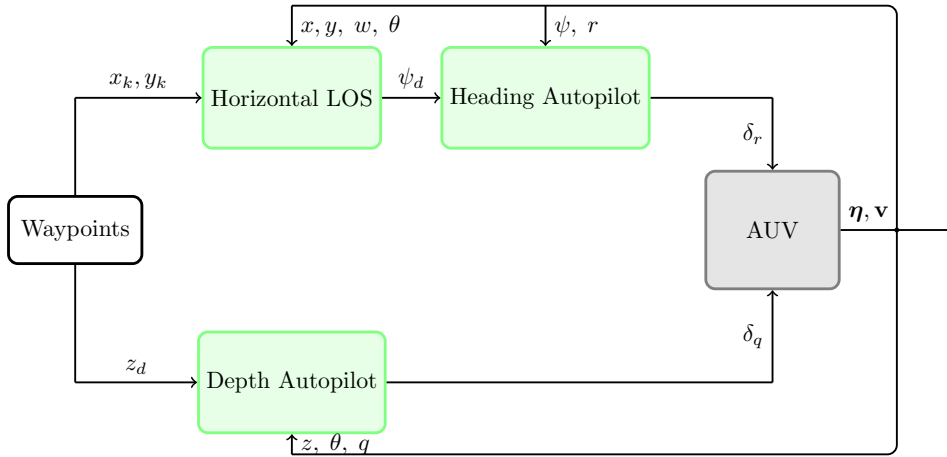 x, y, w, θ
ψ, r
x_k, y_k
Horizontal LOS
ψ_d
Heading Autopilot
δ_r
Waypoints
AUV
η, v
δ_q
z_d
Depth Autopilot
z, θ, q